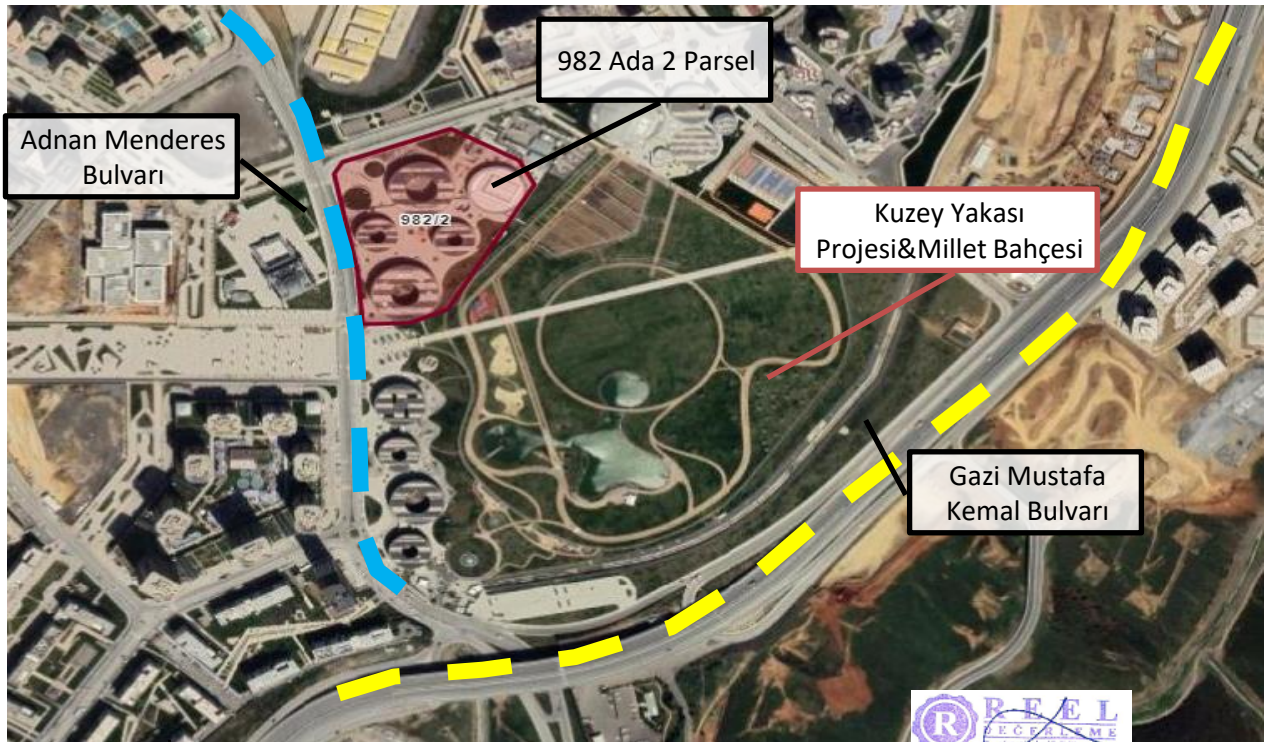 982 Ada 2 Parsel
Adnan Menderes
Bulvarı
982/2
Kuzey Yakası
Projesi&Millet Bahçesi
Gazi Mustafa
Kemal Bulvarı
R
REEL
DEĞERLEME